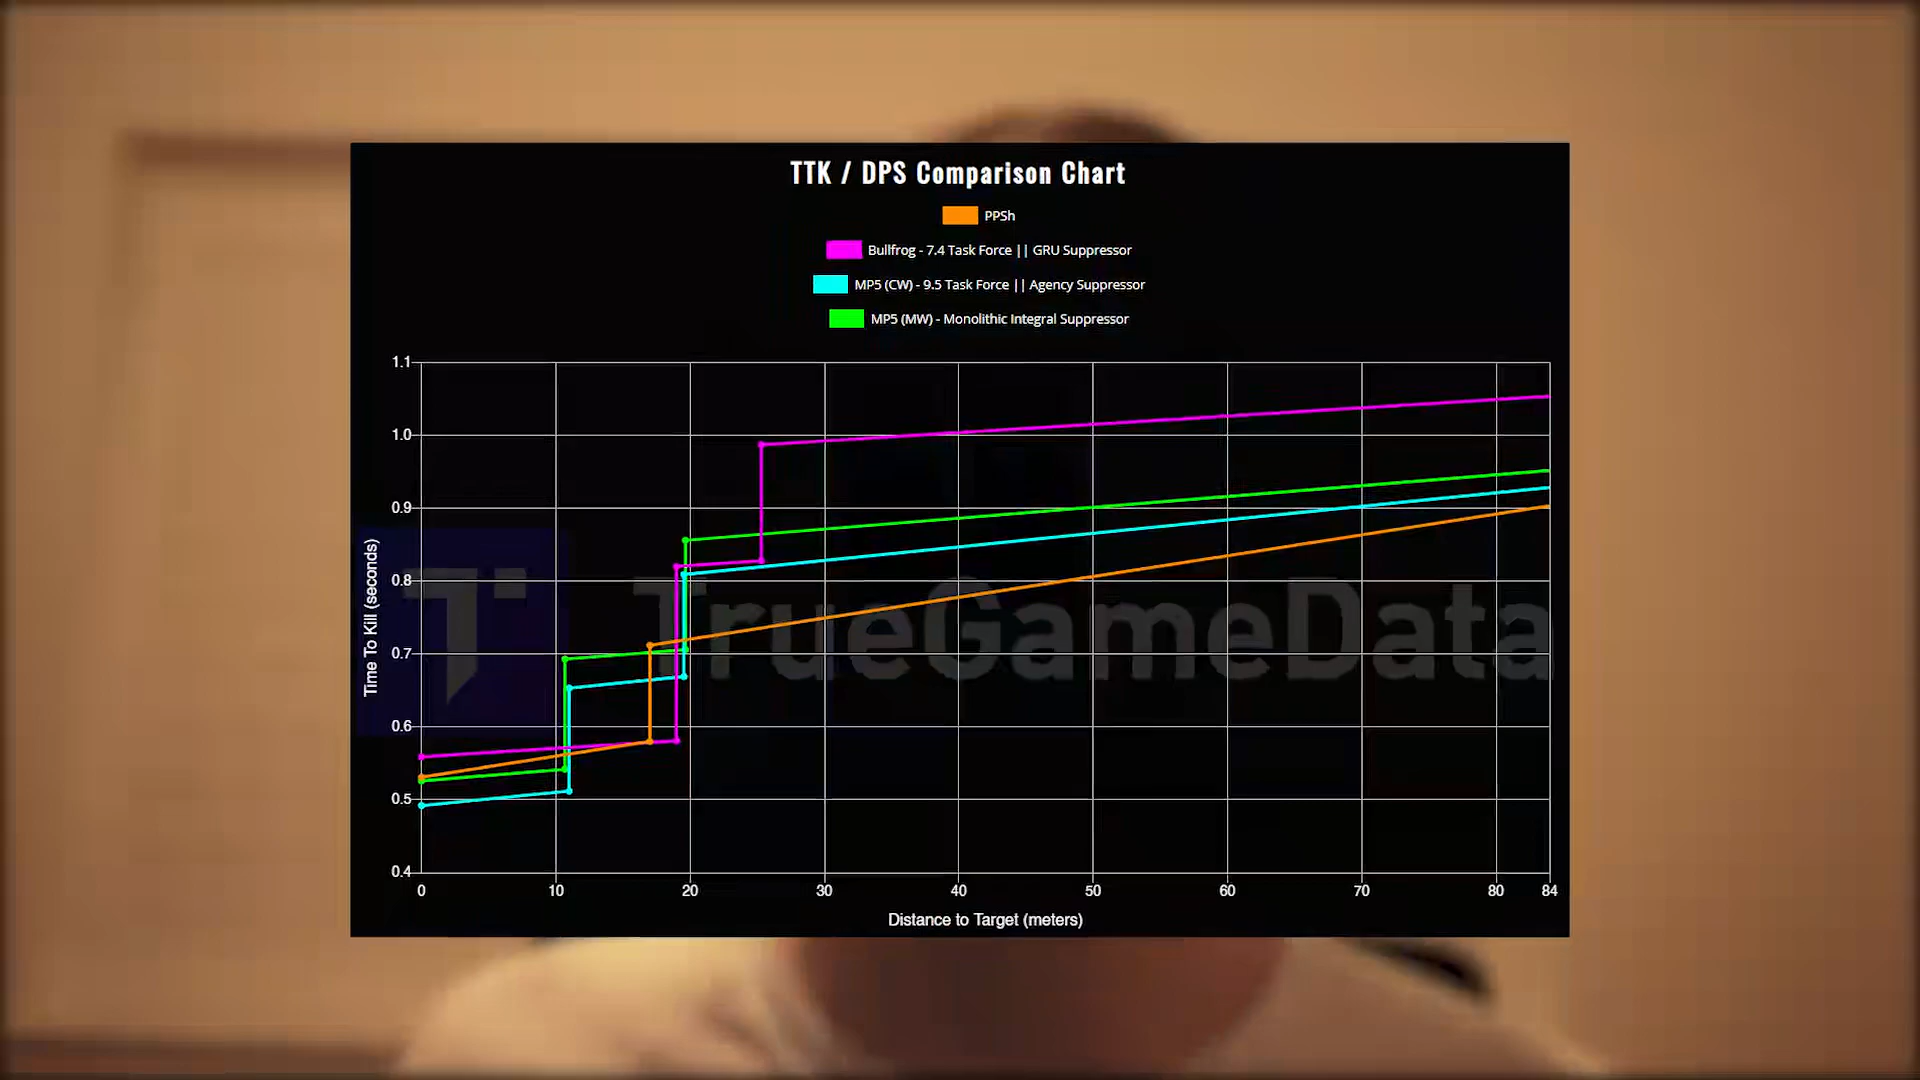 TTK / DPS Comparison Chart
PPSh
Bullfrog - 7.4 Task Force || GRU Suppressor
MP5 (CW) - 9.5 Task Force || Agency Suppressor
MP5 (MW) - Monolithic Integral Suppressor
1.1
1.0
0.9
0.8
0.7
0.6
0.5
0.4
Time To Kill (seconds)
TrueGameData
0 10 20 30 40 50 60 70 80 84
Distance to Target (meters)